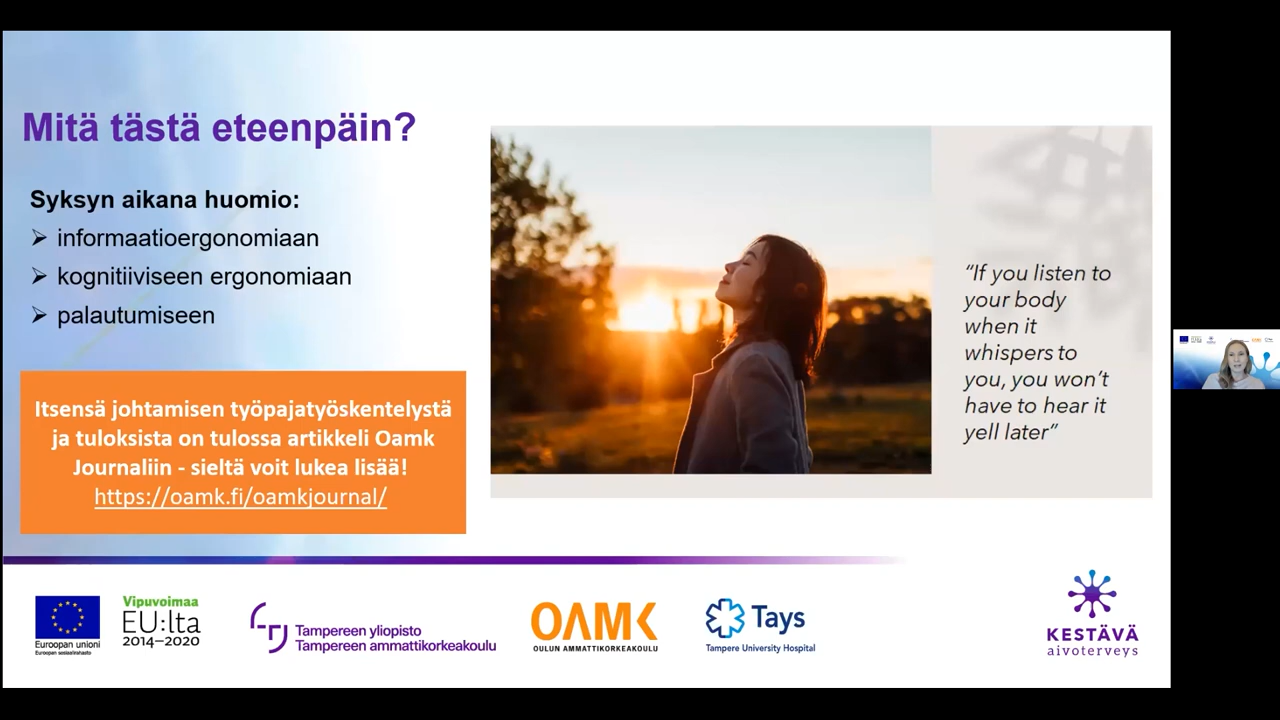 Mitä tästä eteenpäin?
Syksyn aikana huomio:
informaatioergonomiaan
kognitiiviseen ergonomiaan
palautumiseen
Itsensä johtamisen työpajatyöskentelystä
ja tuloksista on tulossa artikkeli Oamk
Journaliin - sieltä voit lukea lisää!
https://oamk.fi/oamkjournal/
“If you listen to
your body
when it
whispers to
you, you won’t
have to hear it
yell later”
Euroopan unioni
Euroopan sosiaalirahasto
Vipuvoimaa
EU:lta
2014–2020
Tampereen yliopisto
Tampereen ammattikorkeakoulu
OAMK
OULUN AMMATTIKORKEAKOULU
Tays
Tampere University Hospital
KESTÄVÄ
aivoterveys